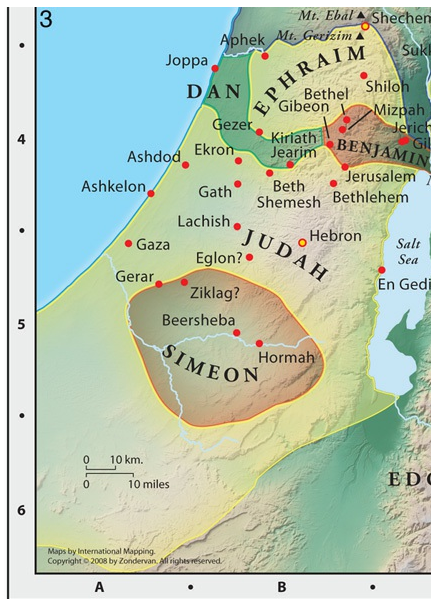 3
Mt. Ebal
Shechem
Mt. Gerizim
Aphek
Joppa
EPHRAIM
DAN
Shiloh
Bethel
Gibeon
Mizpah
Gezer
Kiriath
Jearim
BENJAMIN
4
Ekron
Ashdod
Jerusalem
Ashkelon
Gath
Beth
Shemesh
Bethlehem
Lachish
JUDAH
Hebron
Gaza
Eglon?
Salt
Sea
Gerar
Ziklag?
En Gedi
5
Beersheba
SIMEON
Hormah
0 10 km.
0 10 miles
6
Maps by International Mapping.
Copyright © 2008 by Zondervan. All rights reserved.
A
B